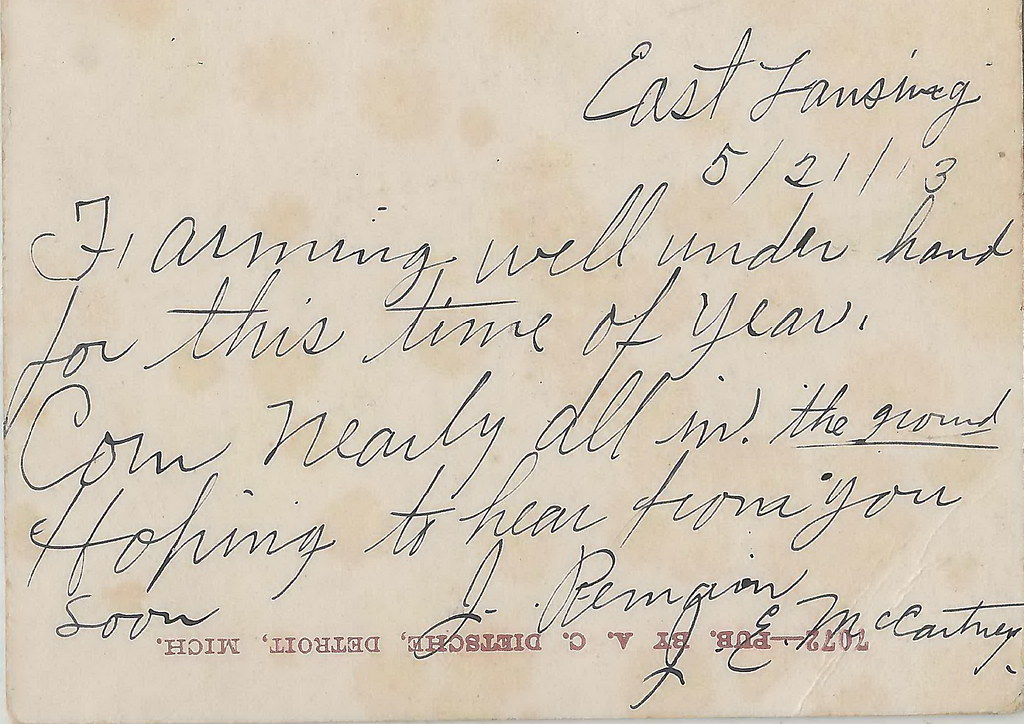 East Lansing
5/21/13
Farming well under hand
for this time of year.
Corn nearly all in. the ground
Hoping to hear from you
soon I. Remain
J. E. McCartney.
7072—PUB. BY A. C. DIETSCHE, DETROIT, MICH.